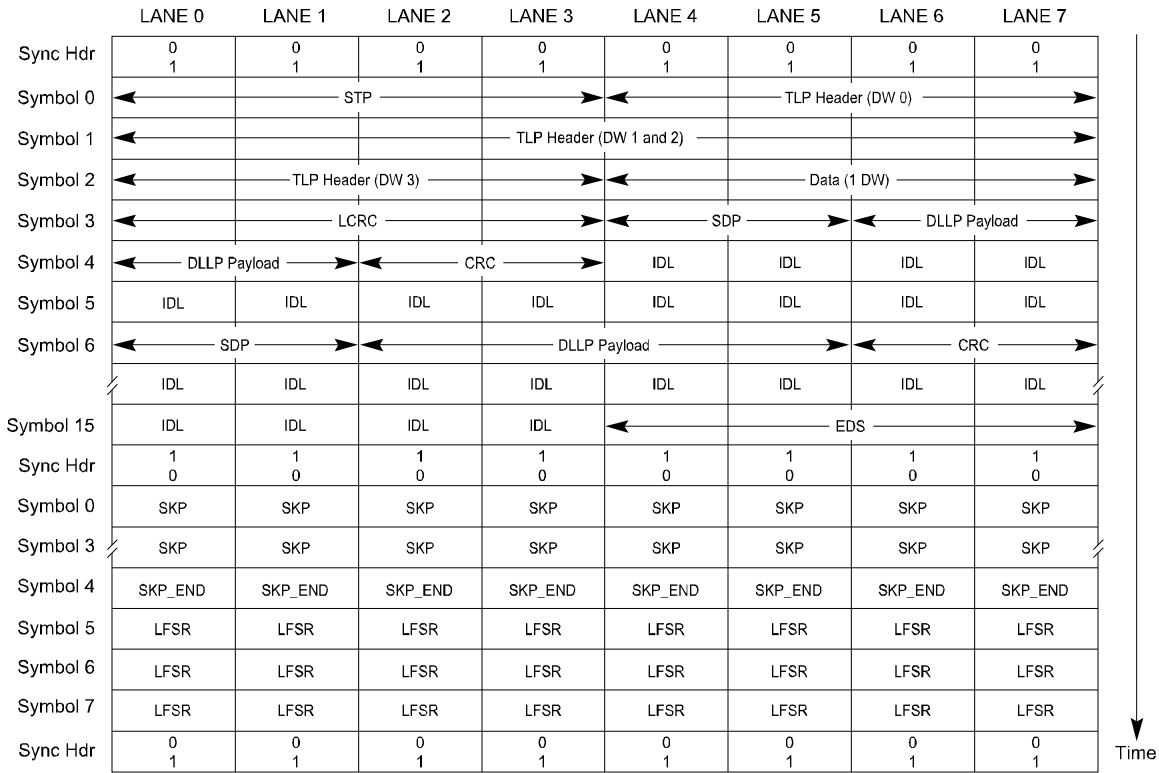 LANE 0 LANE 1 LANE 2 LANE 3 LANE 4 LANE 5 LANE 6 LANE 7
Sync Hdr 0 0 0 0 0 0 0 0
1 1 1 1 1 1 1 1
Symbol 0 STP TLP Header (DW 0)
Symbol 1 TLP Header (DW 1 and 2)
Symbol 2 TLP Header (DW 3) Data (1 DW)
Symbol 3 LCRC SDP DLLP Payload
Symbol 4 DLLP Payload CRC IDL IDL IDL IDL
Symbol 5 IDL IDL IDL IDL IDL IDL IDL IDL
Symbol 6 SDP DLLP Payload CRC
IDL IDL IDL IDL IDL IDL IDL IDL
Symbol 15 IDL IDL IDL IDL EDS
Sync Hdr 1 1 1 1 1 1 1 1
0 0 0 0 0 0 0 0
Symbol 0 SKP SKP SKP SKP SKP SKP SKP SKP
Symbol 3 SKP SKP SKP SKP SKP SKP SKP SKP
Symbol 4 SKP_END SKP_END SKP_END SKP_END SKP_END SKP_END SKP_END SKP_END
Symbol 5 LFSR LFSR LFSR LFSR LFSR LFSR LFSR LFSR
Symbol 6 LFSR LFSR LFSR LFSR LFSR LFSR LFSR LFSR
Symbol 7 LFSR LFSR LFSR LFSR LFSR LFSR LFSR LFSR
Sync Hdr 0 0 0 0 0 0 0 0
1 1 1 1 1 1 1 1
Time